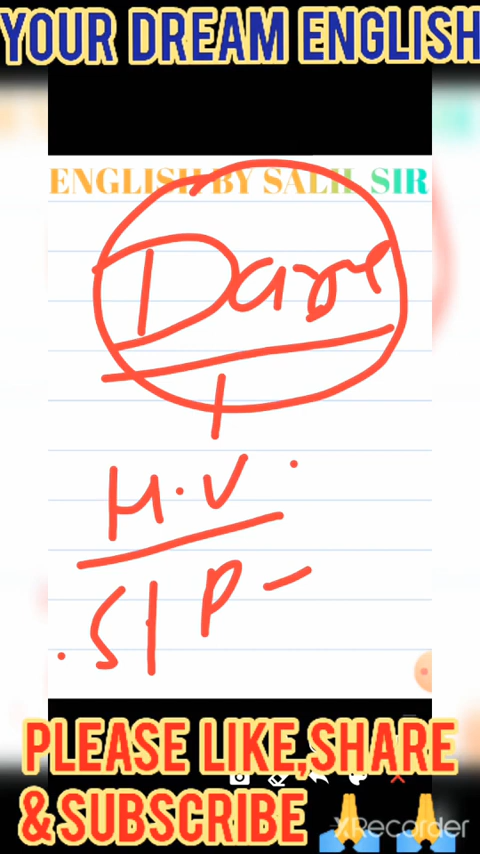 YOUR DREAM ENGLISH
ENGLISH BY SALIL SIR
Dare
M.V.
S/P-
PLEASE LIKE,SHARE
&SUBSCRIBE 🙏 🙏
XRecorder